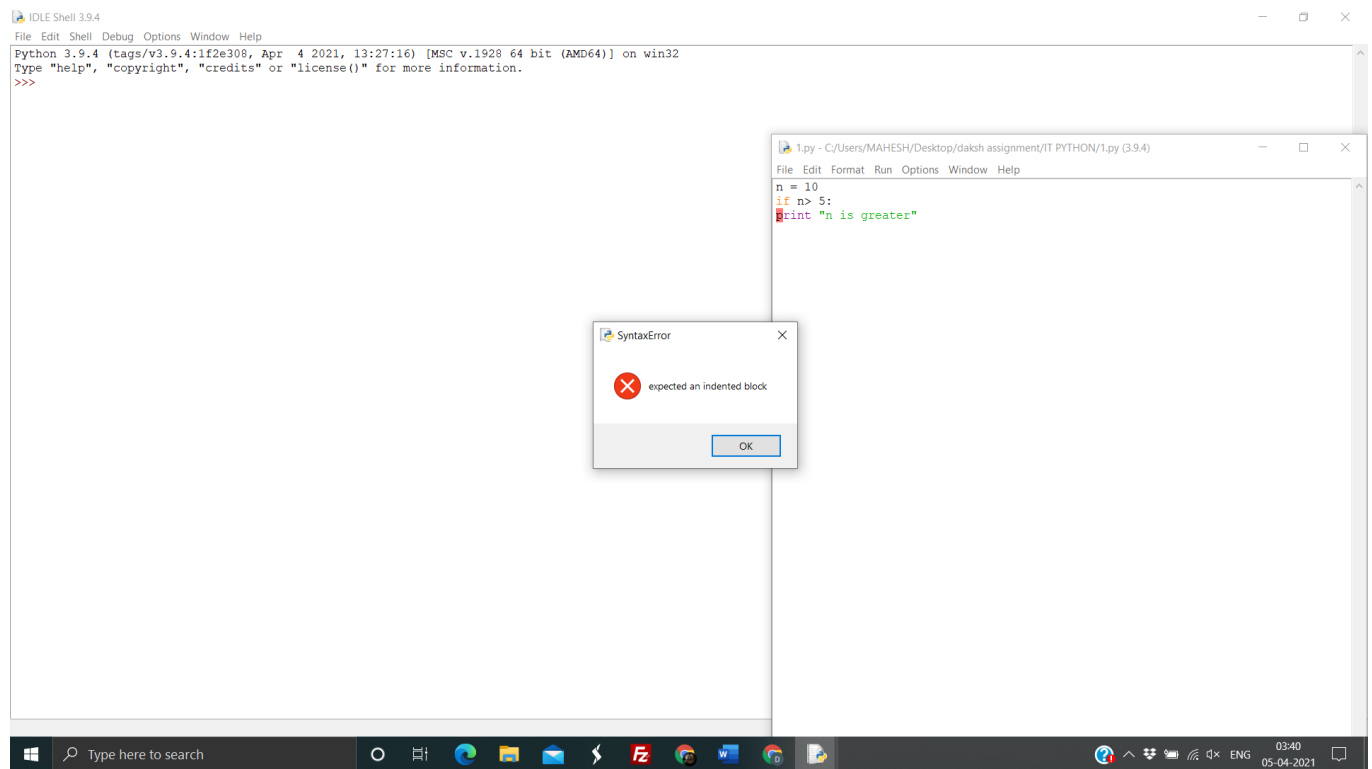 IDLE Shell 3.9.4
File Edit Shell Debug Options Window Help
Python 3.9.4 (tags/v3.9.4:1f2e308, Apr  4 2021, 13:27:16) [MSC v.1928 64 bit (AMD64)] on win32
Type "help", "copyright", "credits" or "license()" for more information.
>>>
1.py - C:/Users/MAHESH/Desktop/daksh assignment/IT PYTHON/1.py (3.9.4)
File Edit Format Run Options Window Help
n = 10
if n> 5:
print "n is greater"
SyntaxError
expected an indented block
OK
Type here to search
ENG
03:40
05-04-2021